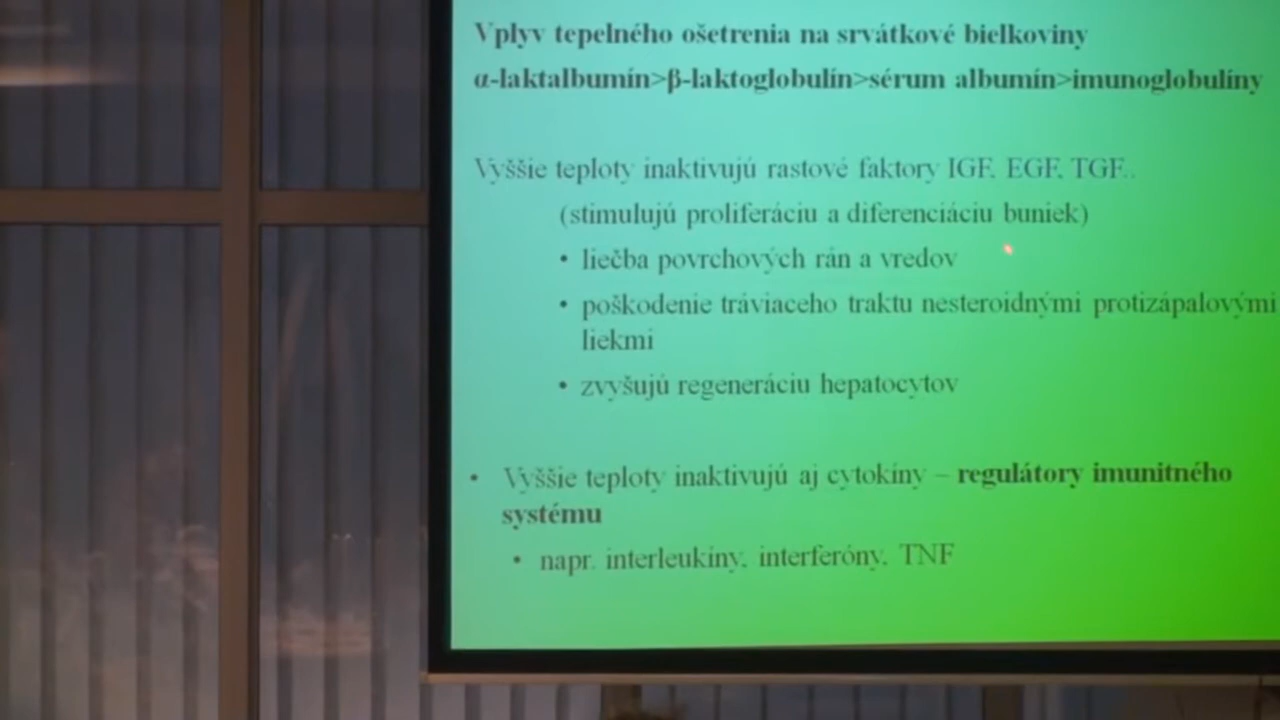 Vplyv tepelného ošetrenia na srvátkové bielkoviny
α-laktalbumín>β-laktoglobulín>sérum albumín>imunoglobulíny
Vyššie teploty inaktivujú rastové faktory IGF, EGF, TGF..
(stimulujú proliferáciu a diferenciáciu buniek)
• liečba povrchových rán a vredov
• poškodenie tráviaceho traktu nesteroidnými protizápalovými
liekmi
• zvyšujú regeneráciu hepatocytov
• Vyššie teploty inaktivujú aj cytokíny – regulátory imunitného
systému
• napr. interleukíny, interferóny, TNF